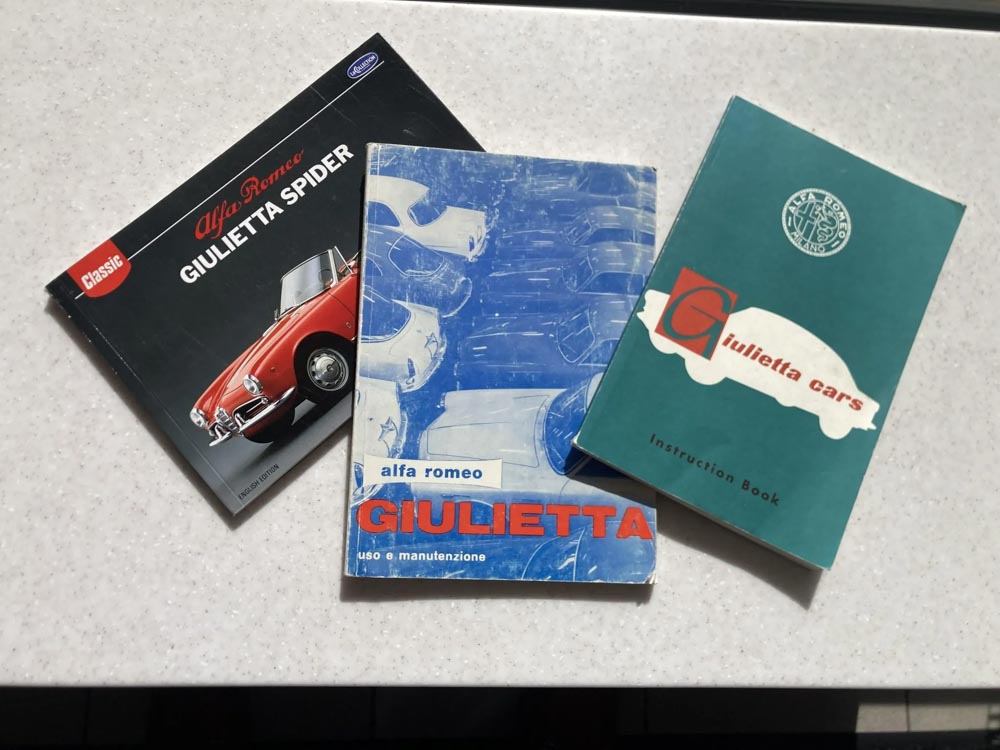 LACOLLECTION
Classic
Alfa Romeo
GIULIETTA SPIDER
ENGLISH EDITION
alfa romeo
GIULIETTA
uso e manutenzione
ALFA ROMEO
MILANO
Giulietta cars
Instruction Book